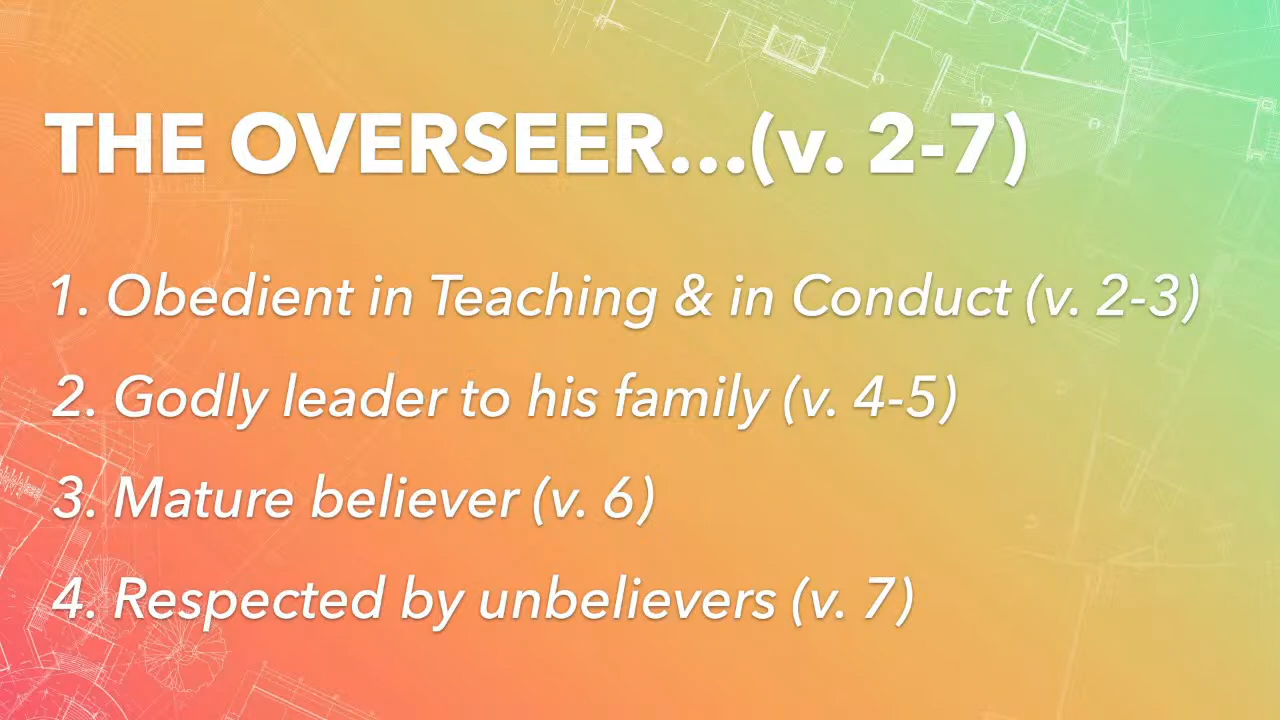 THE OVERSEER...(v. 2-7)
1. Obedient in Teaching & in Conduct (v. 2-3)
2. Godly leader to his family (v. 4-5)
3. Mature believer (v. 6)
4. Respected by unbelievers (v. 7)